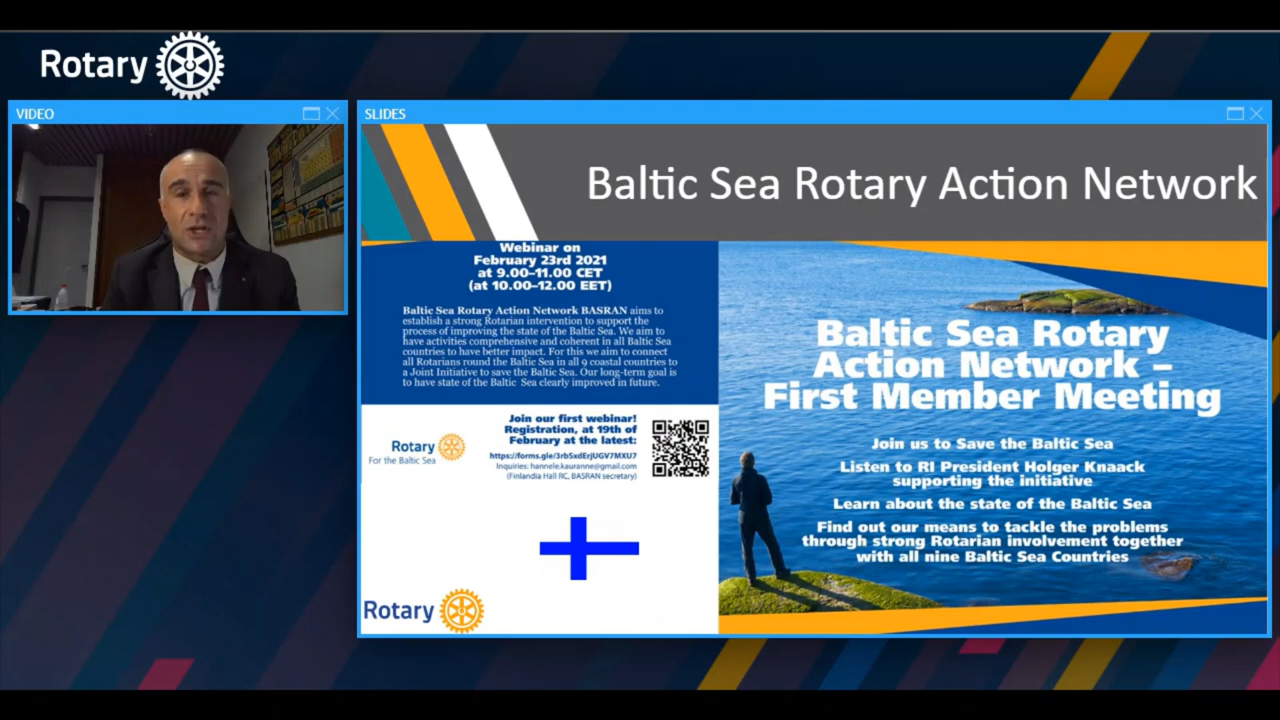 Rotary
VIDEO
SLIDES
Baltic Sea Rotary Action Network
Webinar on
February 23rd 2021
at 9.00–11.00 CET
(at 10.00–12.00 EET)
Baltic Sea Rotary Action Network BASRAN aims to
establish a strong Rotarian intervention to support the
process of improving the state of the Baltic Sea. We aim to
have activities comprehensive and coherent in all Baltic Sea
countries to have better impact. For this we aim to connect
all Rotarians round the Baltic Sea in all 9 coastal countries to
a Joint Initiative to save the Baltic Sea. Our long-term goal is
to have state of the Baltic Sea clearly improved in future.
Join our first webinar!
Registration, at 19th of
February at the latest:
https://forms.gle/3rbSxdErJUGV7MXU7
Inquiries: hannele.kauranne@gmail.com
(Finlandia Hall RC, BASRAN secretary)
Rotary
For the Baltic Sea
Rotary
Baltic Sea Rotary
Action Network –
First Member Meeting
Join us to Save the Baltic Sea
Listen to RI President Holger Knaack
supporting the initiative
Learn about the state of the Baltic Sea
Find out our means to tackle the problems
through strong Rotarian involvement together
with all nine Baltic Sea Countries